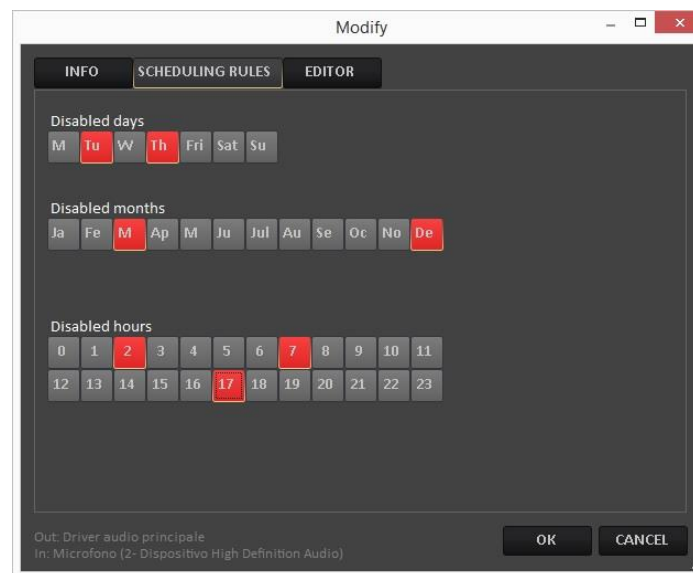 Modify
INFO SCHEDULING RULES EDITOR
Disabled days
M Tu W Th Fri Sat Su
Disabled months
Ja Fe M Ap M Ju Jul Au Se Oc No De
Disabled hours
0 1 2 3 4 5 6 7 8 9 10 11
12 13 14 15 16 17 18 19 20 21 22 23
Out: Driver audio principale
In: Microfono (2- Dispositivo High Definition Audio)
OK CANCEL